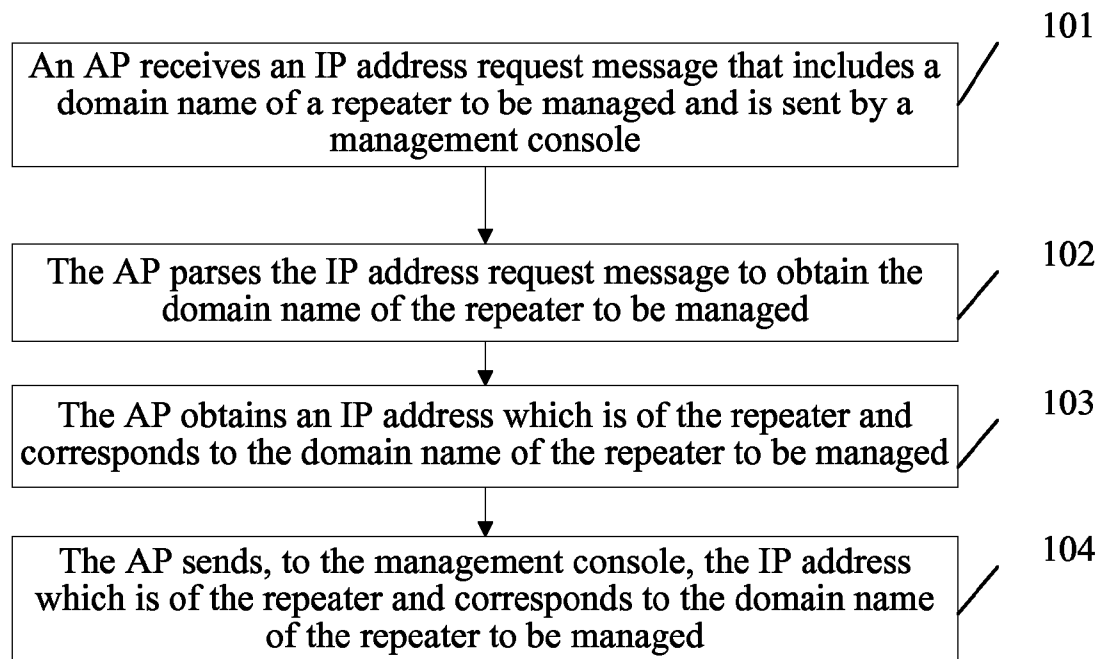 101
An AP receives an IP address request message that includes a
domain name of a repeater to be managed and is sent by a
management console
102
The AP parses the IP address request message to obtain the
domain name of the repeater to be managed
103
The AP obtains an IP address which is of the repeater and
corresponds to the domain name of the repeater to be managed
104
The AP sends, to the management console, the IP address
which is of the repeater and corresponds to the domain name
of the repeater to be managed